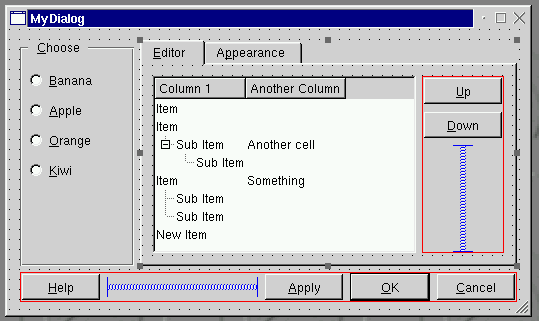 MyDialog
Choose
Banana
Apple
Orange
Kiwi
Editor
Appearance
Column 1 Another Column
Item
Item
Sub Item Another cell
Sub Item
Item Something
Sub Item
Sub Item
New Item
Up
Down
Help
Apply
OK
Cancel